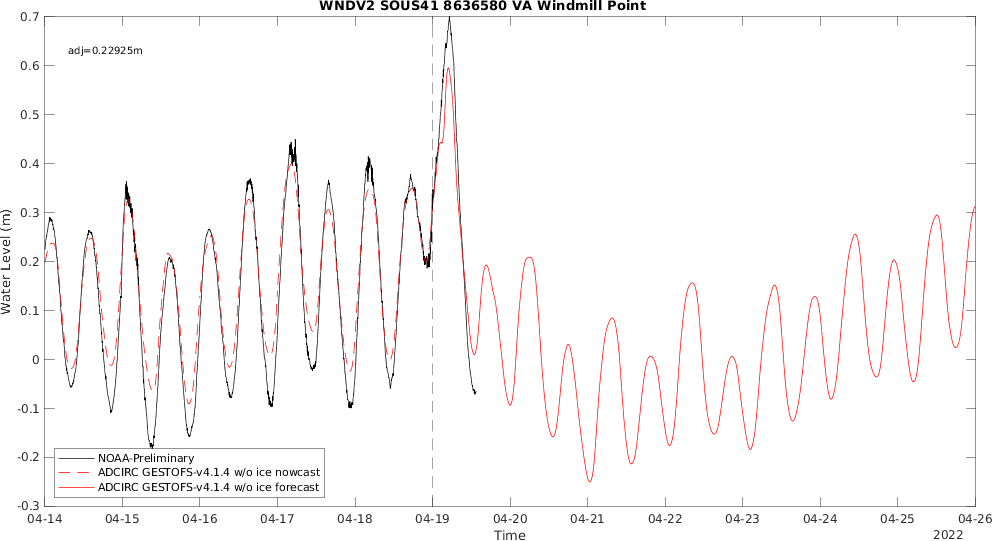 WNDV2 SOUS41 8636580 VA Windmill Point
adj=0.22925m
0.7
0.6
0.5
0.4
0.3
0.2
0.1
0
-0.1
-0.2
-0.3
Water Level (m)
NOAA-Preliminary
ADCIRC GESTOFS-v4.1.4 w/o ice nowcast
ADCIRC GESTOFS-v4.1.4 w/o ice forecast
04-14 04-15 04-16 04-17 04-18 04-19 04-20 04-21 04-22 04-23 04-24 04-25 04-26
Time
2022